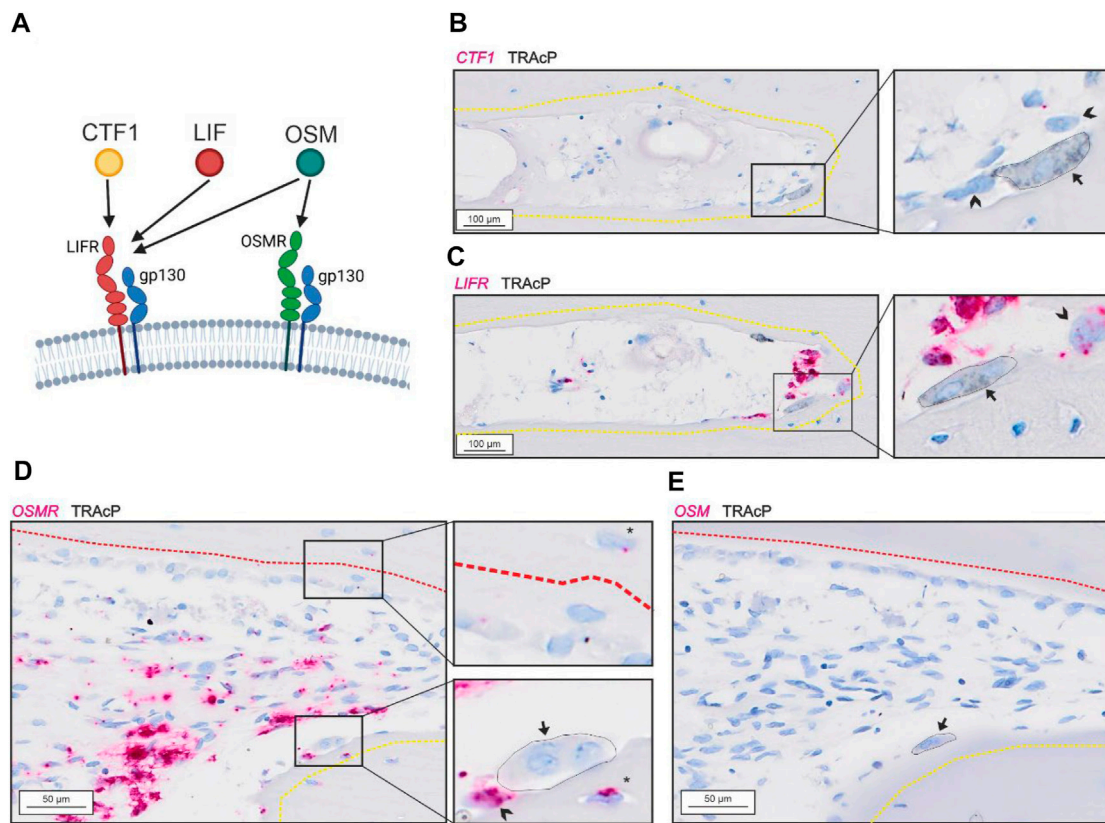 A
CTF1 LIF OSM
LIFR
gp130
OSMR
gp130
B
CTF1 TRAcP
100 µm
C
LIFR TRAcP
100 µm
D
OSMR TRAcP
*
*
50 µm
E
OSM TRAcP
50 µm